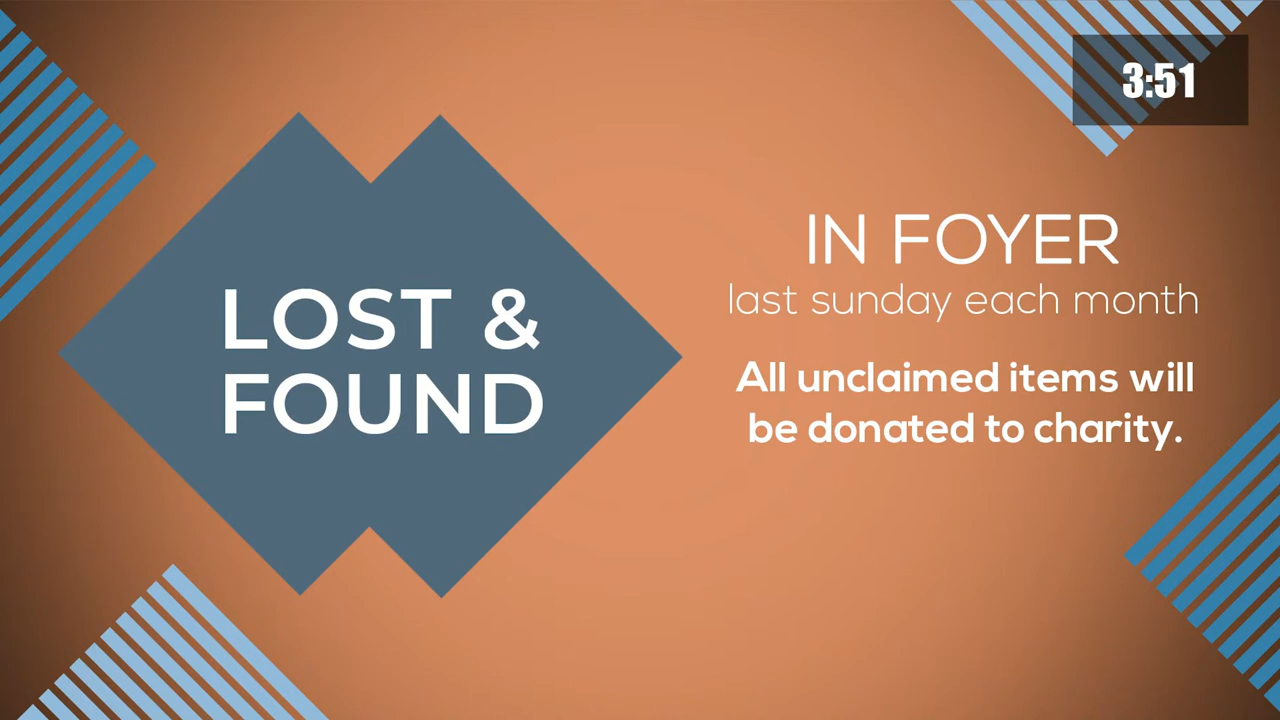 3:51
LOST &
FOUND
IN FOYER
last sunday each month
All unclaimed items will
be donated to charity.